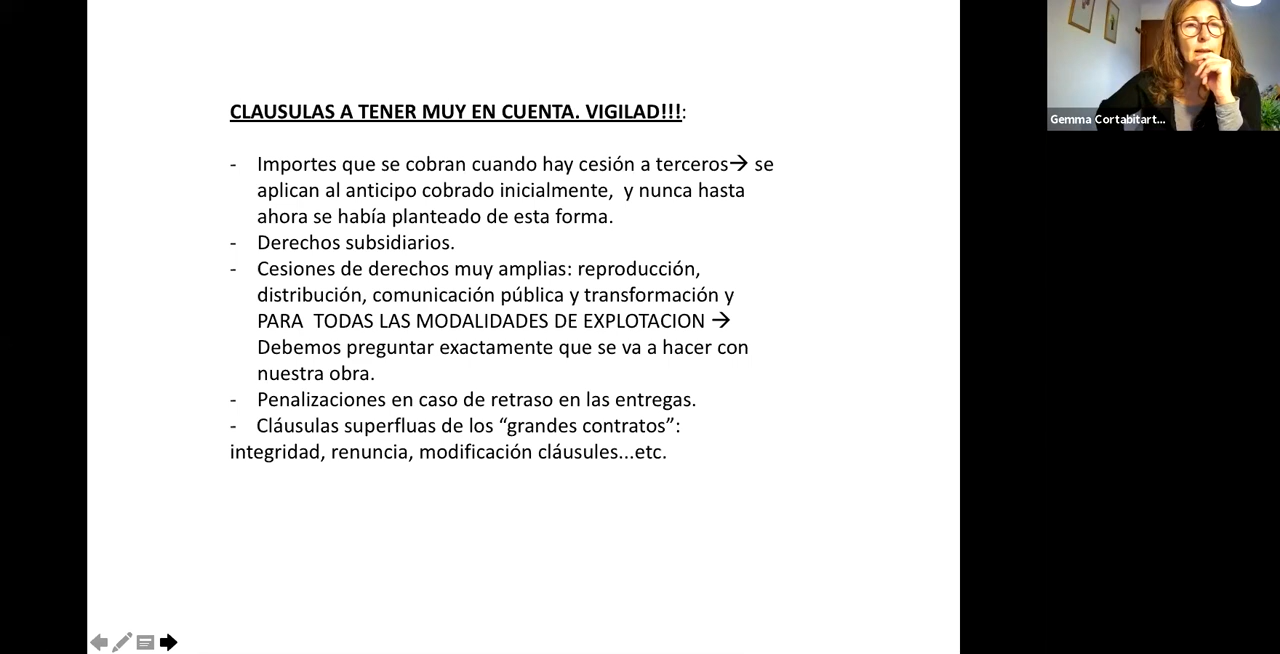 CLAUSULAS A TENER MUY EN CUENTA. VIGILAD!!!:
- Importes que se cobran cuando hay cesión a terceros→ se
aplican al anticipo cobrado inicialmente,  y nunca hasta
ahora se había planteado de esta forma.
- Derechos subsidiarios.
- Cesiones de derechos muy amplias: reproducción,
distribución, comunicación pública y transformación y
PARA  TODAS LAS MODALIDADES DE EXPLOTACION →
Debemos preguntar exactamente que se va a hacer con
nuestra obra.
- Penalizaciones en caso de retraso en las entregas.
- Cláusulas superfluas de los “grandes contratos”:
integridad, renuncia, modificación cláusules...etc.
Gemma Cortabitart...